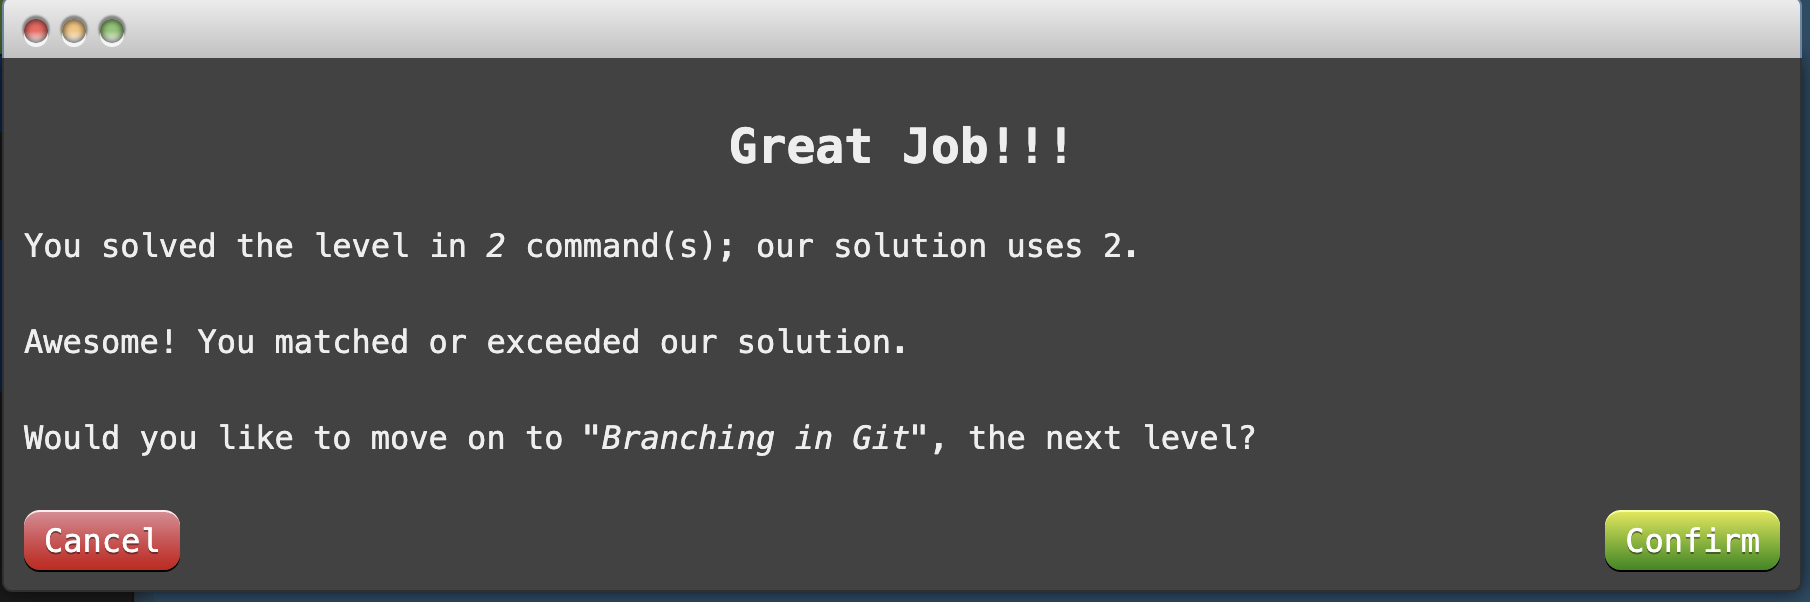 Great Job!!!
You solved the level in 2 command(s); our solution uses 2.
Awesome! You matched or exceeded our solution.
Would you like to move on to "Branching in Git", the next level?
Cancel
Confirm